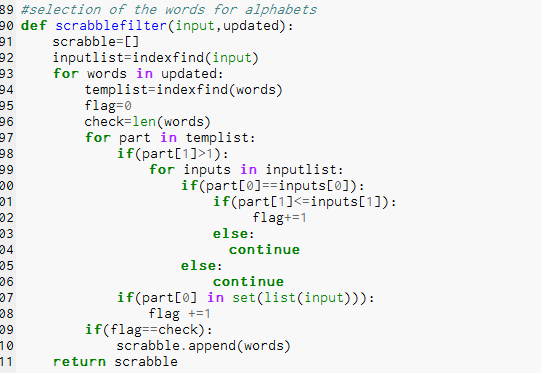 89 #selection of the words for alphabets
90 def scrabblefilter(input,updated):
91     scrabble=[]
92     inputlist=indexfind(input)
93     for words in updated:
94         templist=indexfind(words)
95         flag=0
96         check=len(words)
97         for part in templist:
98             if(part[1]>1):
99                 for inputs in inputlist:
00                     if(part[0]==inputs[0]):
01                         if(part[1]<=inputs[1]):
02                              flag+=1
03                         else:
04                           continue
05                     else:
06                         continue
07             if(part[0] in set(list(input))):
08                 flag +=1
09         if(flag==check):
10             scrabble.append(words)
11     return scrabble